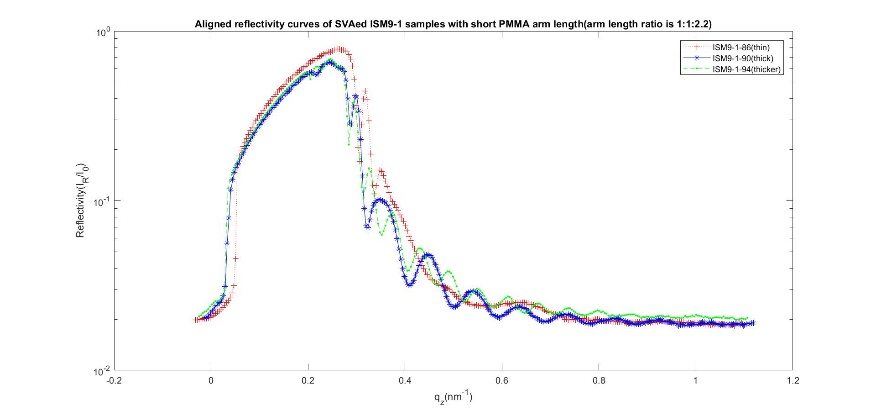 Aligned reflectivity curves of SVAed ISM9-1 samples with short PMMA arm length(arm length ratio is 1:1:2.2)
ISM9-1-86(thin)
ISM9-1-90(thick)
ISM9-1-94(thicker)
Reflectivity(I_R/I_0)
10^0
10^-1
10^-2
-0.2 0 0.2 0.4 0.6 0.8 1 1.2
q_z(nm^-1)